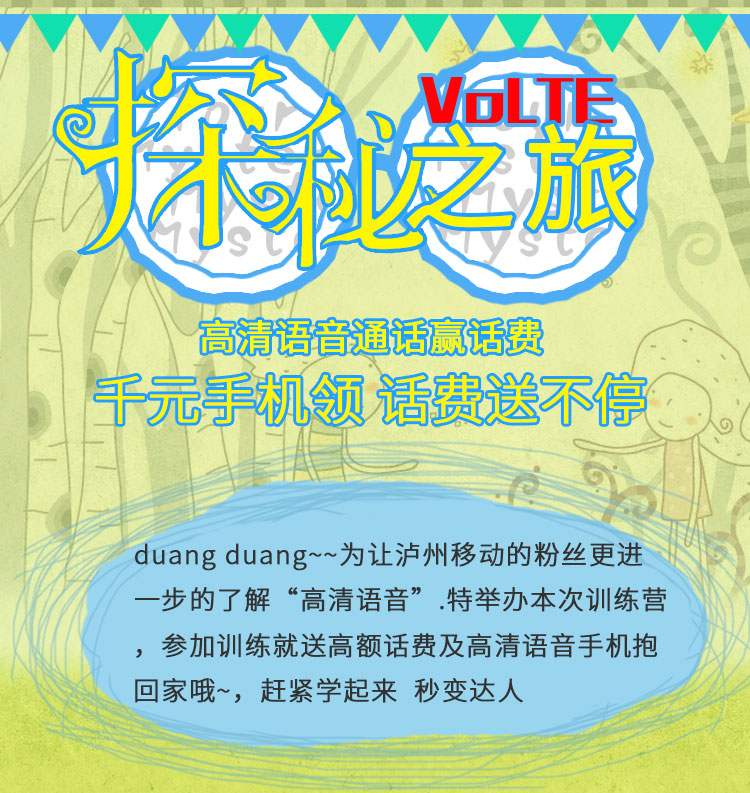 VoLTE
探秘之旅
高清语音通话赢话费
千元手机领 话费送不停
duang duang~~为让泸州移动的粉丝更进
一步的了解“高清语音”.特举办本次训练营
，参加训练就送高额话费及高清语音手机抱
回家哦~，赶紧学起来 秒变达人